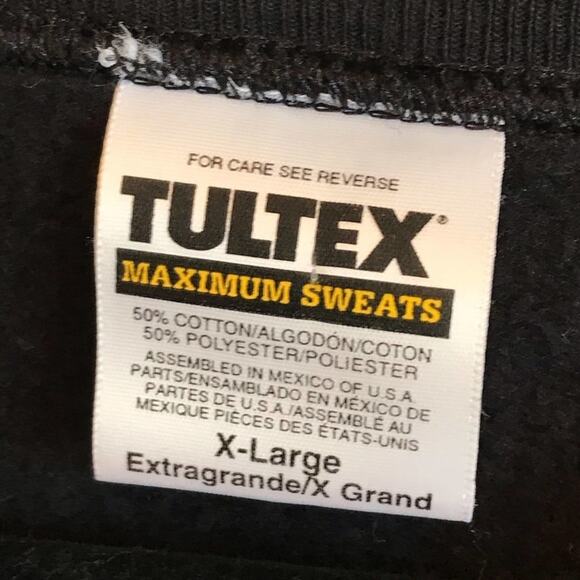 FOR CARE SEE REVERSE
TULTEX®
MAXIMUM SWEATS
50% COTTON/ALGODÓN/COTON
50% POLYESTER/POLIESTER
ASSEMBLED IN MEXICO OF U.S.A.
PARTS/ENSAMBLADO EN MÉXICO DE
PARTES DE U.S.A./ASSEMBLÉ AU
MEXIQUE PIÈCES DES ÉTATS-UNIS
X-Large
Extragrande/X Grand